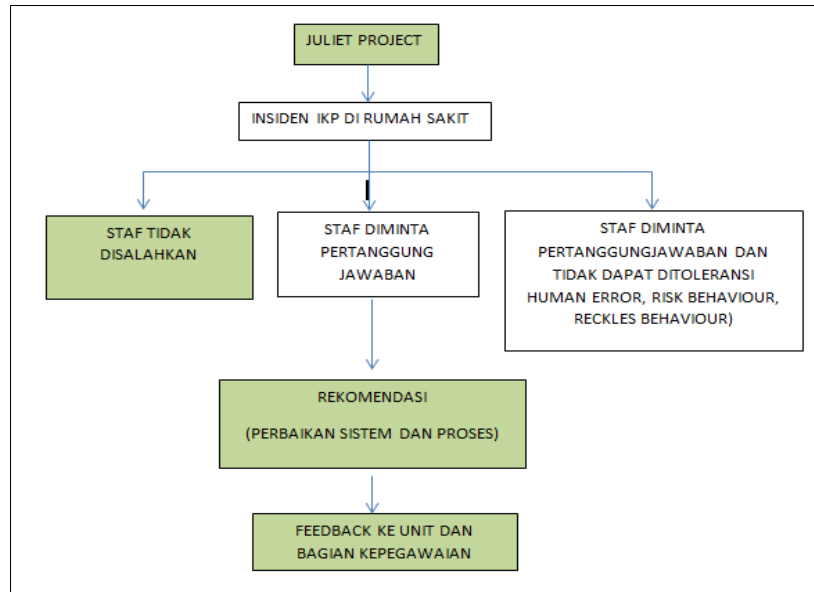 JULIET PROJECT
INSIDEN IKP DI RUMAH SAKIT
STAF TIDAK
DISALAHKAN
STAF DIMINTA
PERTANGGUNG
JAWABAN
STAF DIMINTA
PERTANGGUNGJAWABAN DAN
TIDAK DAPAT DITOLERANSI
HUMAN ERROR, RISK BEHAVIOUR,
RECKLES BEHAVIOUR)
REKOMENDASI
(PERBAIKAN SISTEM DAN PROSES)
FEEDBACK KE UNIT DAN
BAGIAN KEPEGAWAIAN